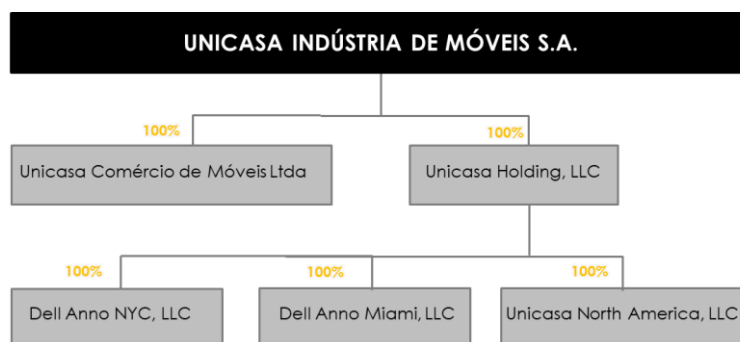 UNICASA INDÚSTRIA DE MÓVEIS S.A.
100%
100%
Unicasa Comércio de Móveis Ltda
Unicasa Holding, LLC
100%
100%
100%
Dell Anno NYC, LLC
Dell Anno Miami, LLC
Unicasa North America, LLC